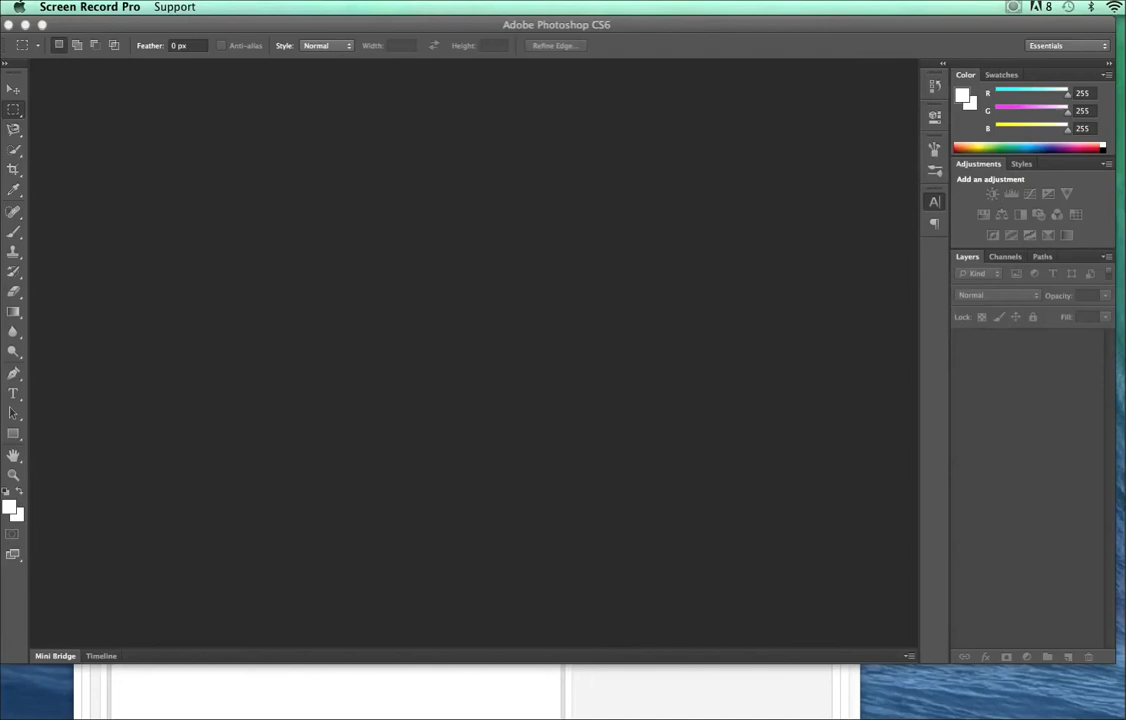 Screen Record Pro Support 8
Adobe Photoshop CS6
Feather: 0 px Anti-alias Style: Normal Width: Height: Refine Edge... Essentials
Color Swatches
R 255
G 255
B 255
Adjustments Styles
Add an adjustment
A
Layers Channels Paths
Kind T
Normal Opacity:
Lock: Fill:
T
fx
Mini Bridge Timeline